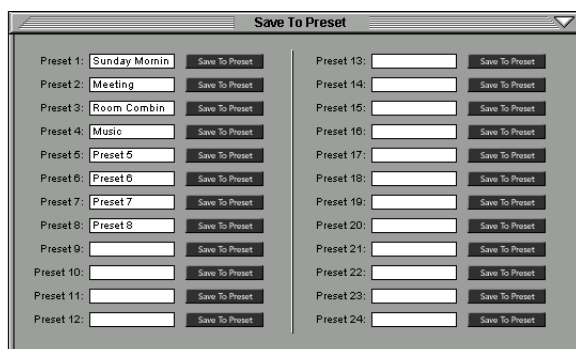 Save To Preset
Preset 1: Sunday Mornin Save To Preset
Preset 2: Meeting Save To Preset
Preset 3: Room Combin Save To Preset
Preset 4: Music Save To Preset
Preset 5: Preset 5 Save To Preset
Preset 6: Preset 6 Save To Preset
Preset 7: Preset 7 Save To Preset
Preset 8: Preset 8 Save To Preset
Preset 9: Save To Preset
Preset 10: Save To Preset
Preset 11: Save To Preset
Preset 12: Save To Preset
Preset 13: Save To Preset
Preset 14: Save To Preset
Preset 15: Save To Preset
Preset 16: Save To Preset
Preset 17: Save To Preset
Preset 18: Save To Preset
Preset 19: Save To Preset
Preset 20: Save To Preset
Preset 21: Save To Preset
Preset 22: Save To Preset
Preset 23: Save To Preset
Preset 24: Save To Preset